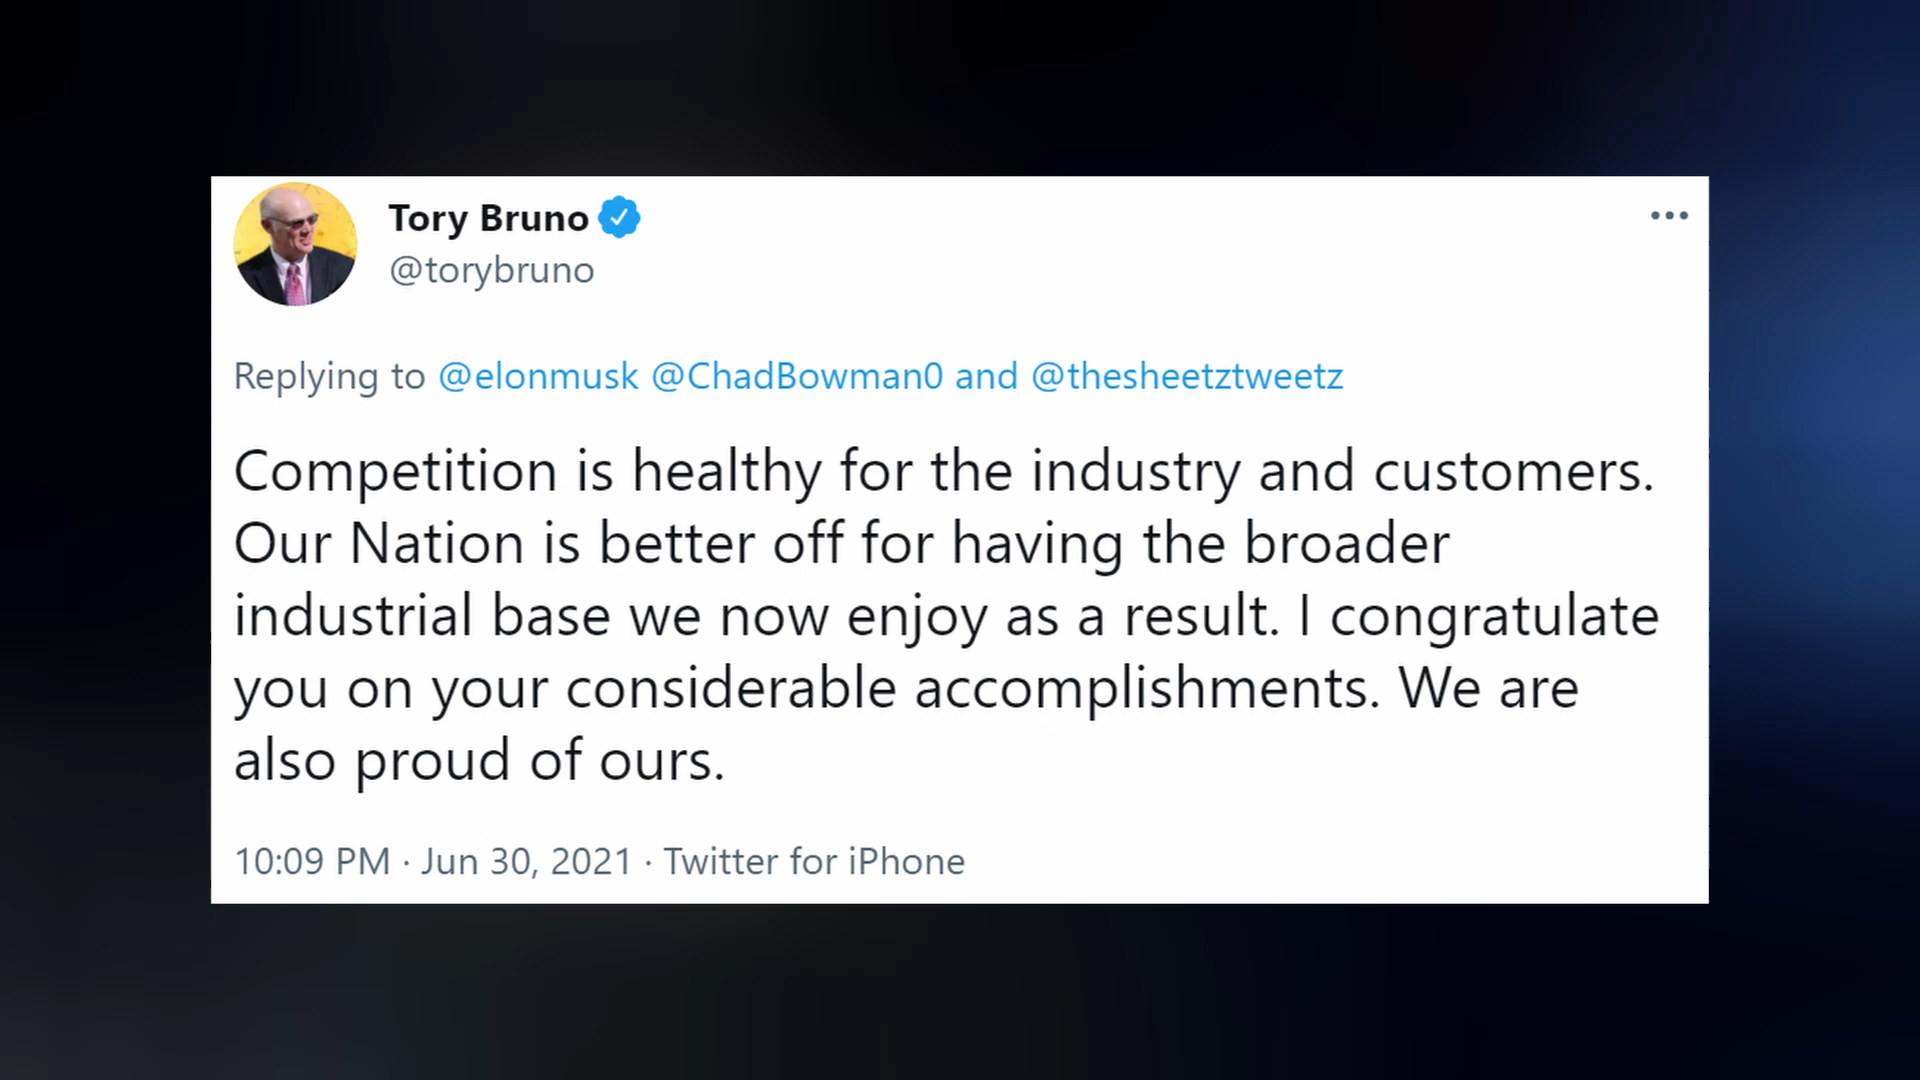 Tory Bruno
@torybruno
Replying to @elonmusk @ChadBowman0 and @thesheetztweetz
Competition is healthy for the industry and customers.
Our Nation is better off for having the broader
industrial base we now enjoy as a result. I congratulate
you on your considerable accomplishments. We are
also proud of ours.
10:09 PM · Jun 30, 2021 · Twitter for iPhone